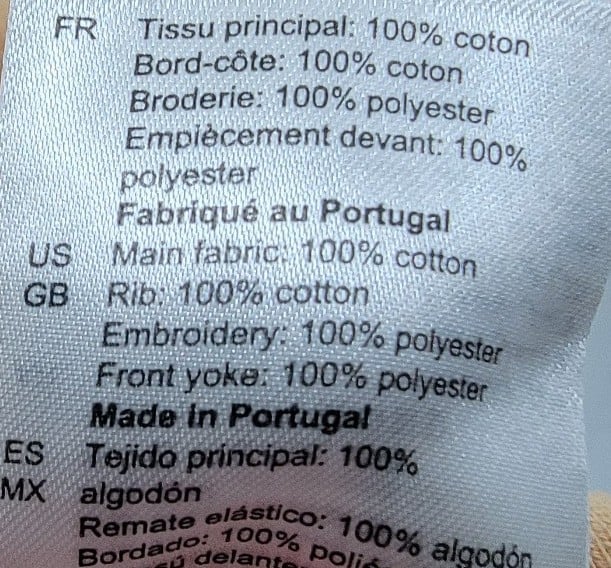 FR Tissu principal: 100% coton
Bord-côte: 100% coton
Broderie: 100% polyester
Empiècement devant: 100%
polyester
Fabriqué au Portugal
US Main fabric: 100% cotton
GB Rib: 100% cotton
Embroidery: 100% polyester
Front yoke: 100% polyester
Made in Portugal
ES Tejido principal: 100%
MX algodón
Remate elástico: 100% algodón
Bordado: 100%